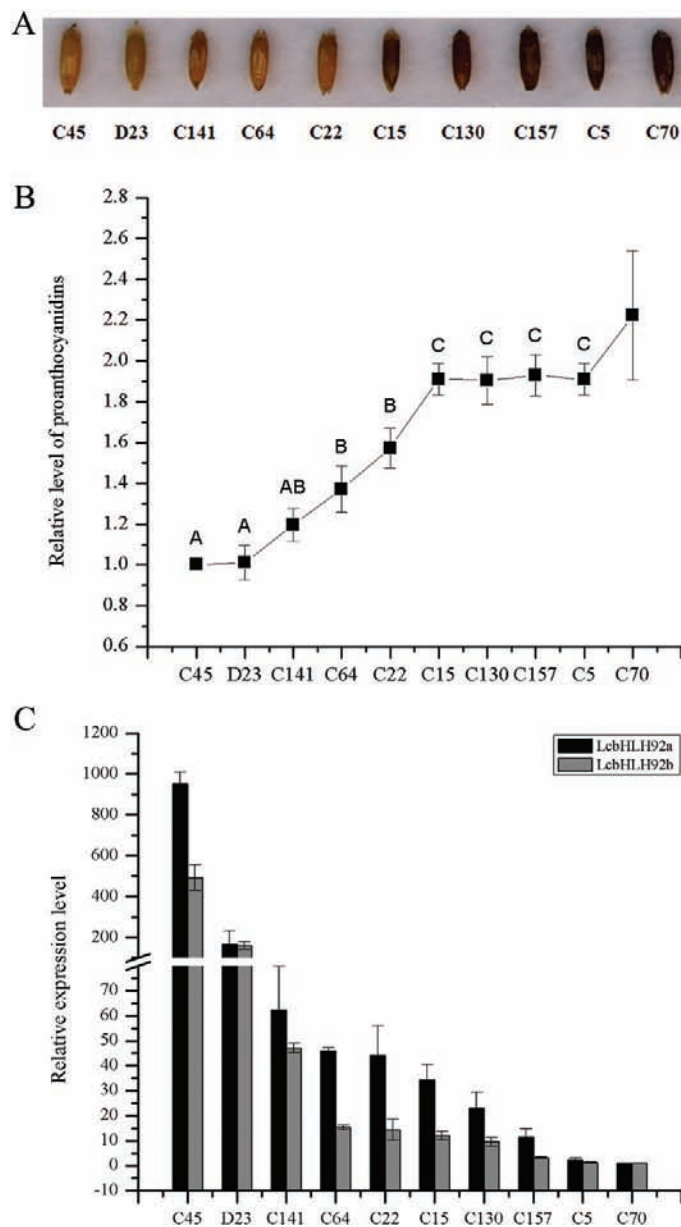 A
C45 D23 C141 C64 C22 C15 C130 C157 C5 C70
B
Relative level of proanthocyanidins
2.8
2.6
2.4
2.2
2.0
1.8
1.6
1.4
1.2
1.0
0.8
0.6
A A AB B B C C C C
C45 D23 C141 C64 C22 C15 C130 C157 C5 C70
C
Relative expression level
LcbHLH92a
LcbHLH92b
1200
1000
800
600
400
200
70
60
50
40
30
20
10
0
-10
C45 D23 C141 C64 C22 C15 C130 C157 C5 C70